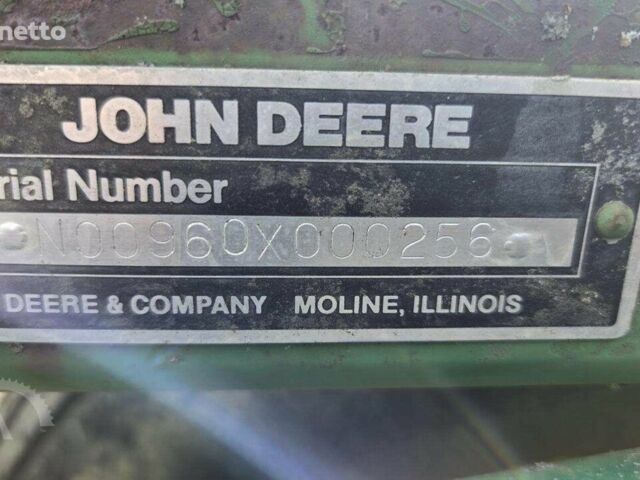 netto
JOHN DEERE
rial Number
N00960X000256
DEERE & COMPANY MOLINE, ILLINOIS